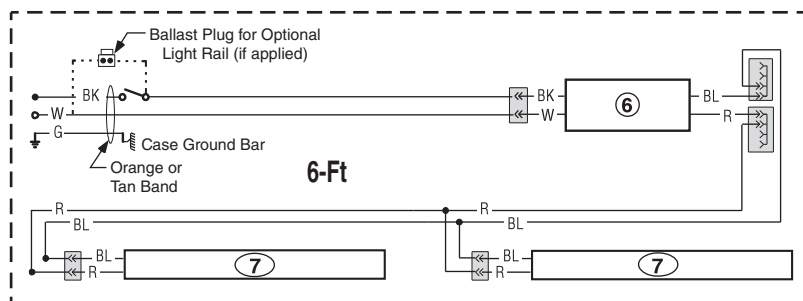 Ballast Plug for Optional
Light Rail (if applied)
BK
BK
BL
6
W
W
R
G
Case Ground Bar
Orange or
Tan Band
6-Ft
R
R
BL
BL
BL
BL
7
7
R
R